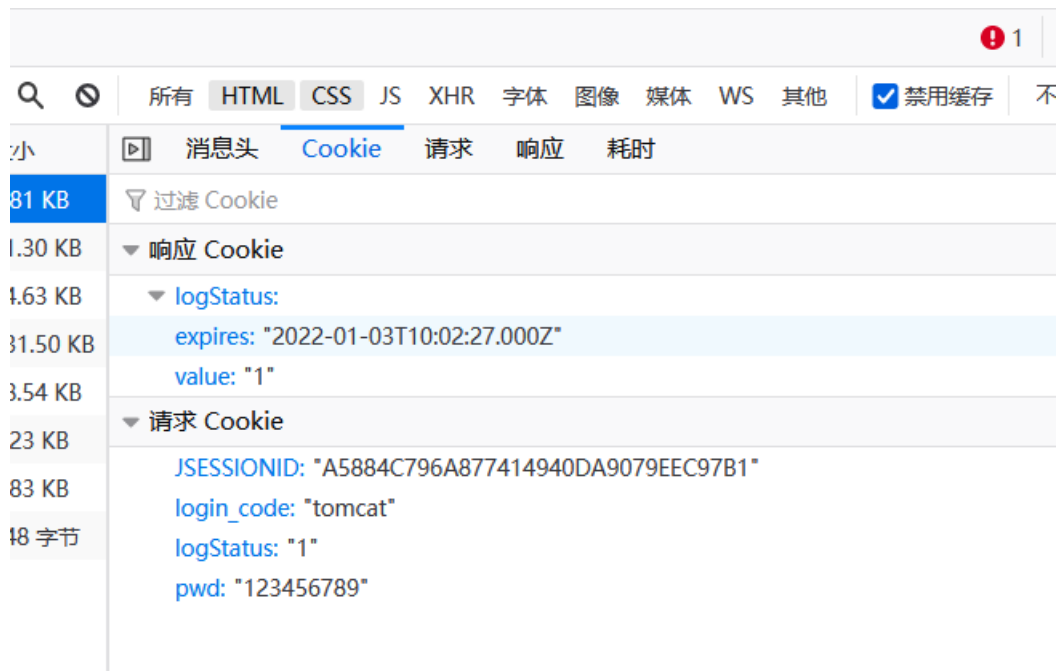 1
所有 HTML CSS JS XHR 字体 图像 媒体 WS 其他 禁用缓存 不
小 消息头 Cookie 请求 响应 耗时
81 KB 过滤 Cookie
1.30 KB 响应 Cookie
4.63 KB logStatus:
expires: "2022-01-03T10:02:27.000Z"
31.50 KB
value: "1"
3.54 KB
请求 Cookie
23 KB
JSESSIONID: "A5884C796A877414940DA9079EEC97B1"
83 KB
login_code: "tomcat"
48 字节
logStatus: "1"
pwd: "123456789"